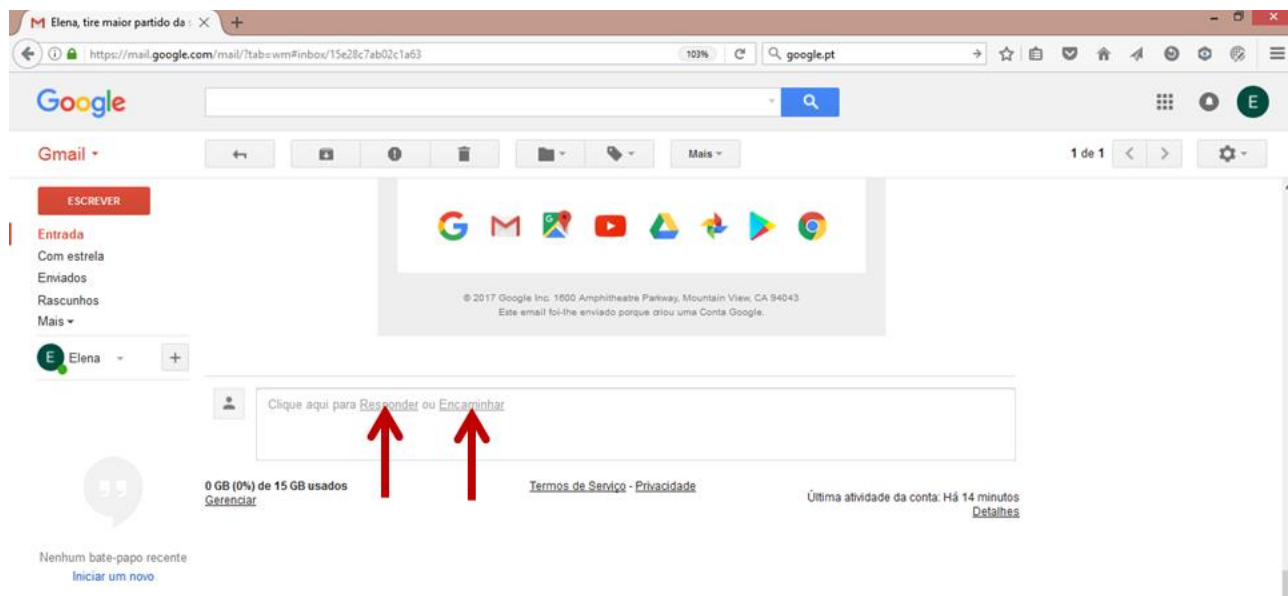 Elena, tire maior partido da s
https://mail.google.com/mail/?tab=wm#inbox/15e28c7ab02c1a63
103%
google.pt
Google
E
Gmail
Mais
1 de 1
ESCREVER
Entrada
Com estrela
Enviados
Rascunhos
Mais
© 2017 Google Inc. 1600 Amphitheatre Parkway, Mountain View, CA 94043
Este email foi-lhe enviado porque criou uma Conta Google.
E Elena
Clique aqui para Responder ou Encaminhar
0 GB (0%) de 15 GB usados
Gerenciar
Termos de Serviço - Privacidade
Última atividade da conta: Há 14 minutos
Detalhes
Nenhum bate-papo recente
Iniciar um novo